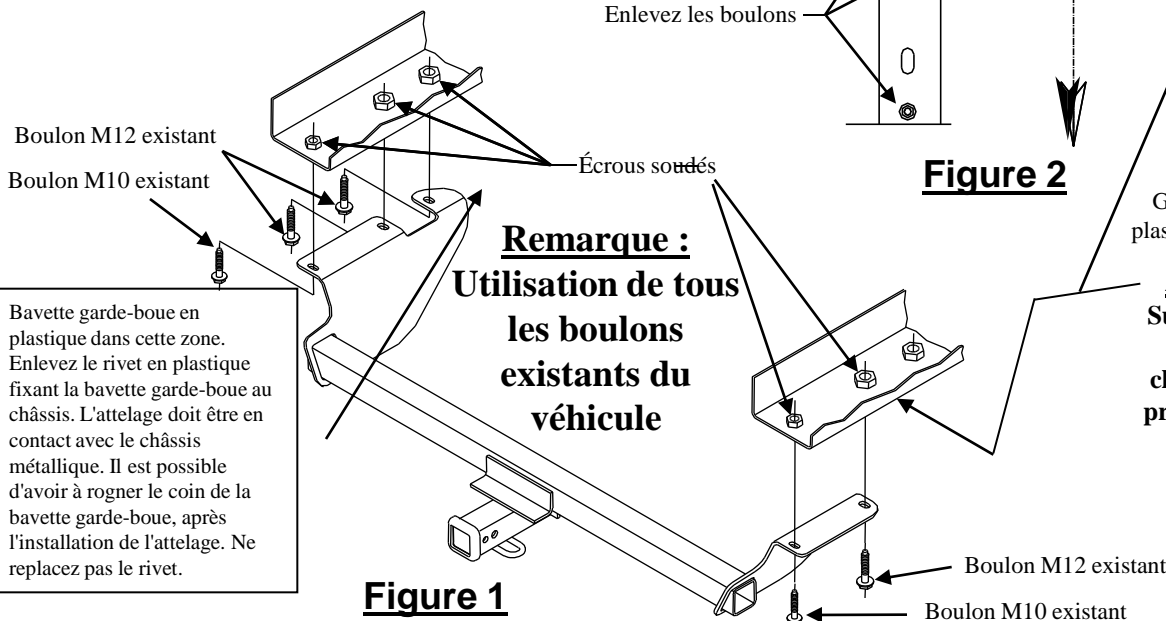 Enlevez les boulons
Figure 2
Boulon M12 existant
Boulon M10 existant
Écrous soudés
Remarque :
Utilisation de tous
les boulons
existants du
véhicule
Bavette garde-boue en
plastique dans cette zone.
Enlevez le rivet en plastique
fixant la bavette garde-boue au
châssis. L'attelage doit être en
contact avec le châssis
métallique. Il est possible
d'avoir à rogner le coin de la
bavette garde-boue, après
l'installation de l'attelage. Ne
replacez pas le rivet.
Figure 1
Boulon M12 existant
Boulon M10 existant